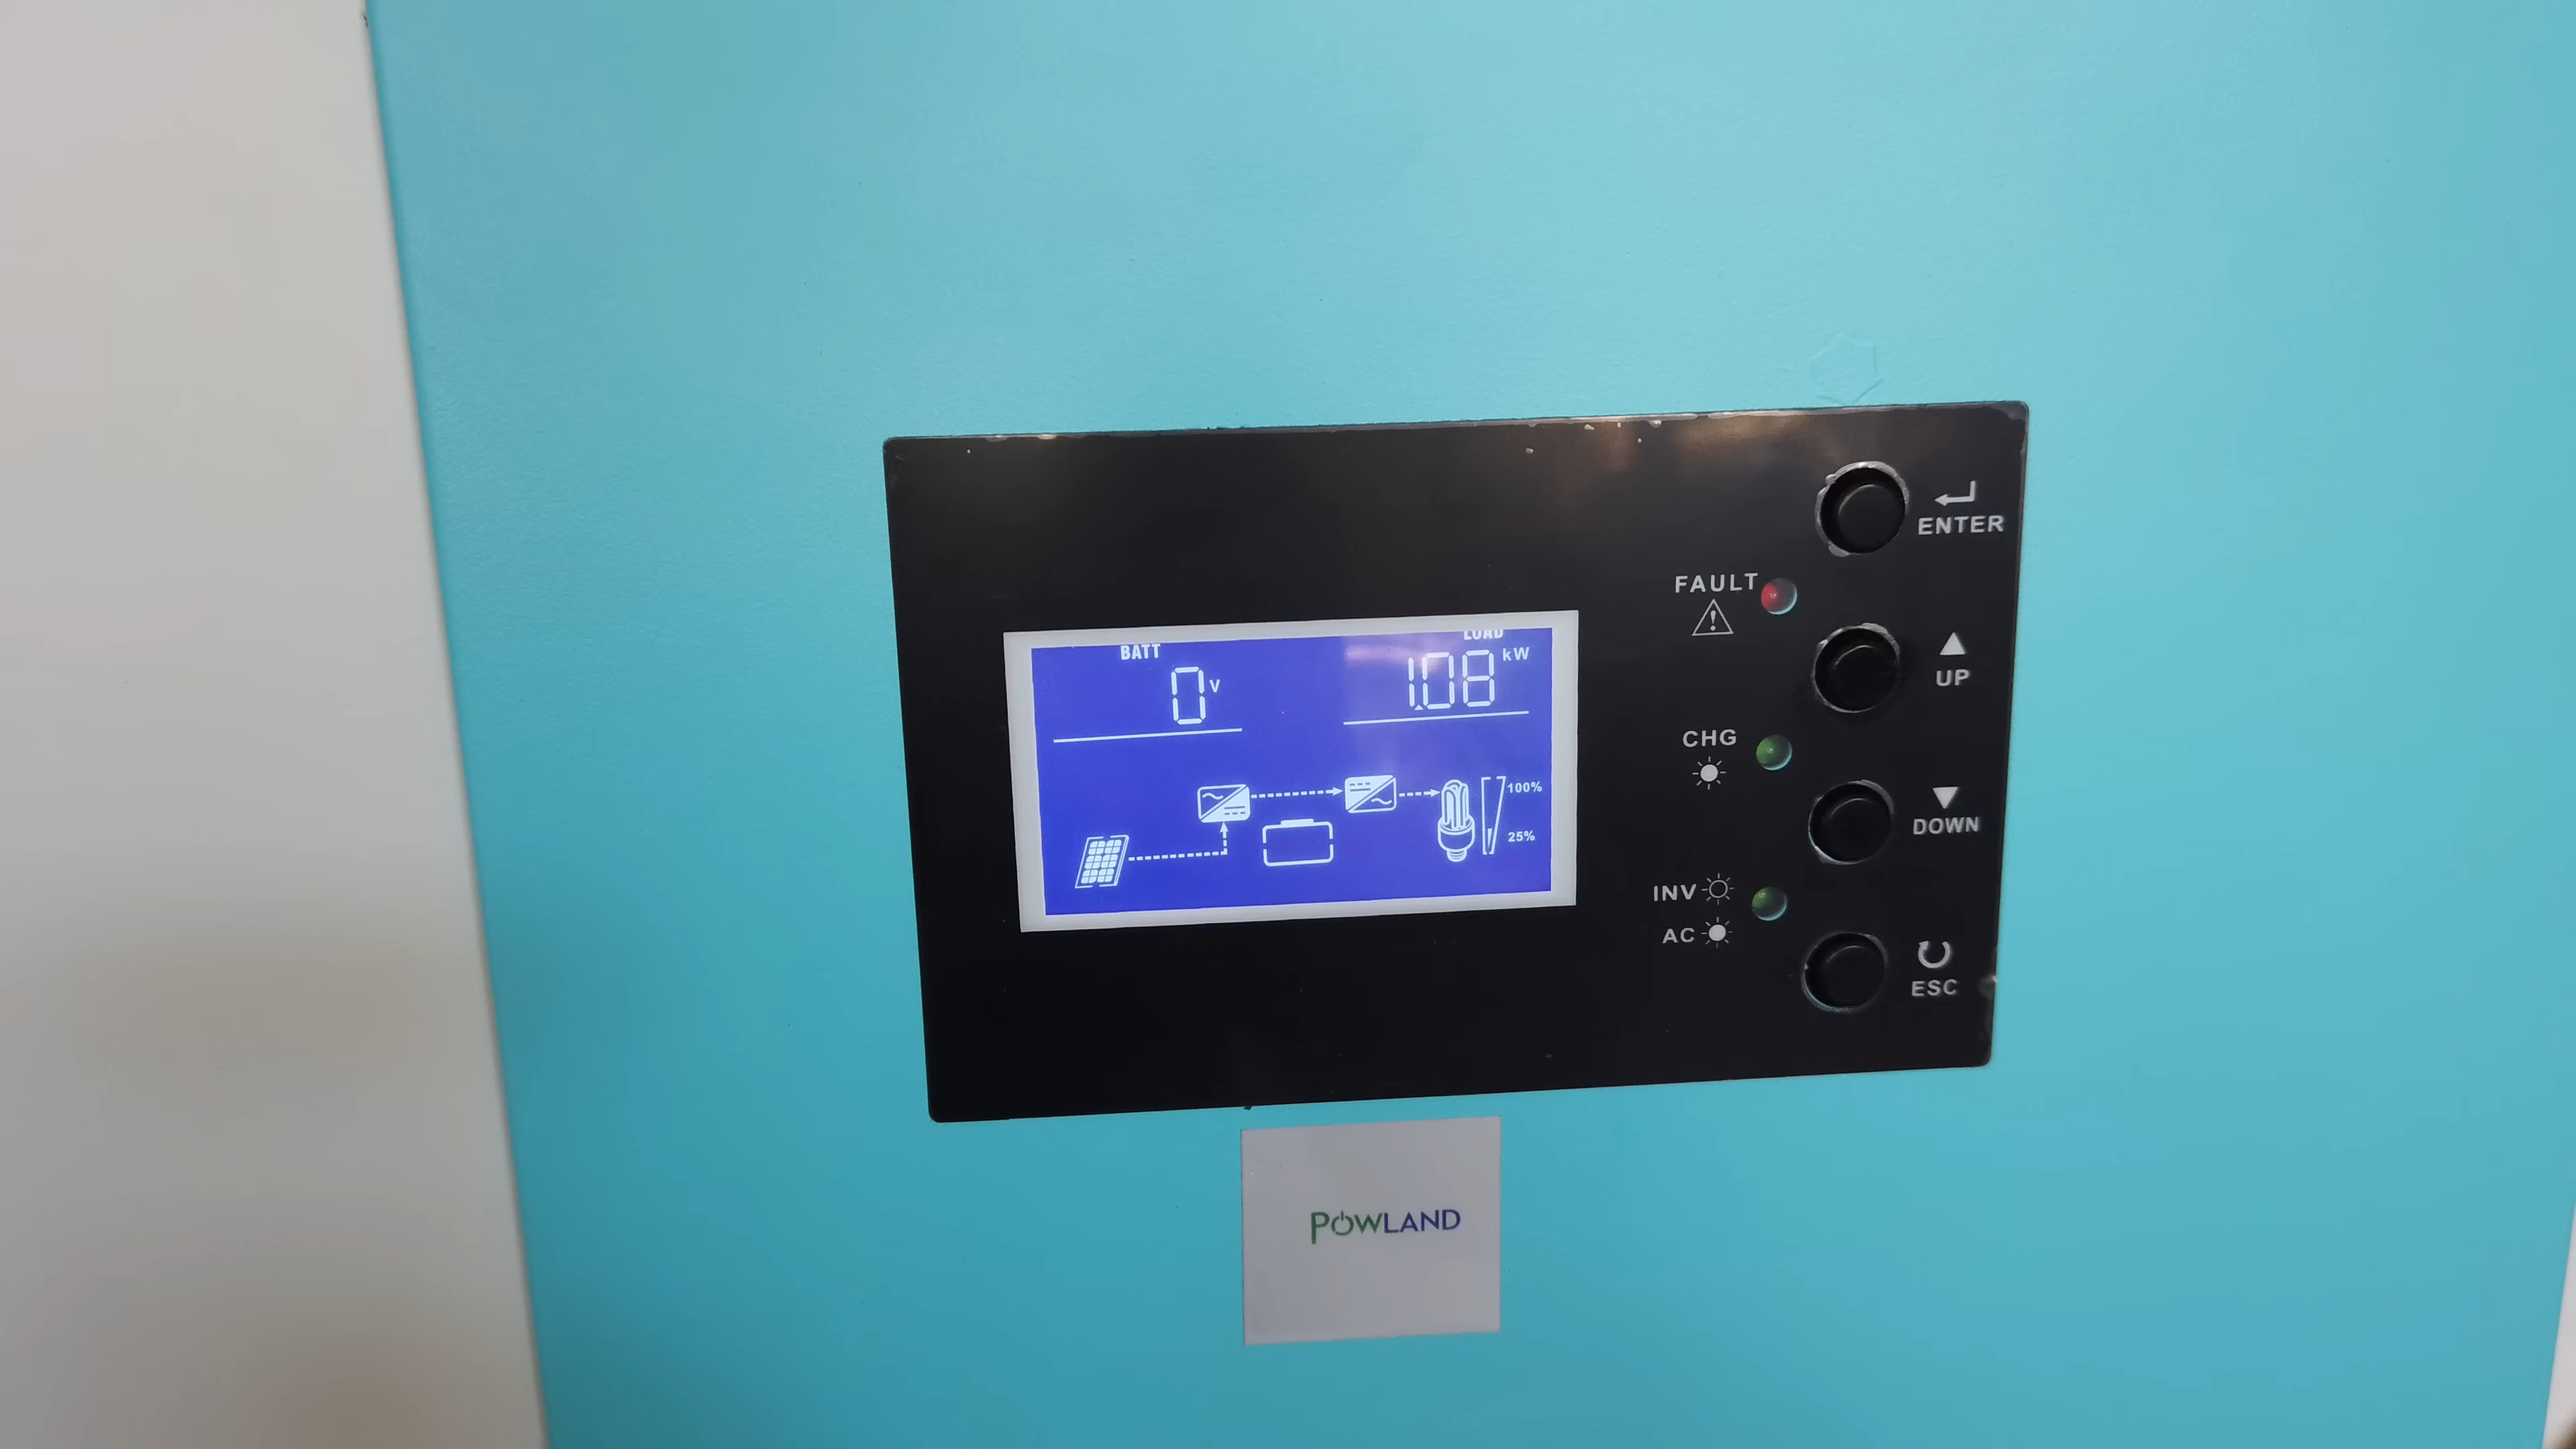 ENTER
FAULT
BATT
LOAD
0 V
1.08 kW
UP
CHG
100%
25%
DOWN
INV
AC
ESC
POWLAND